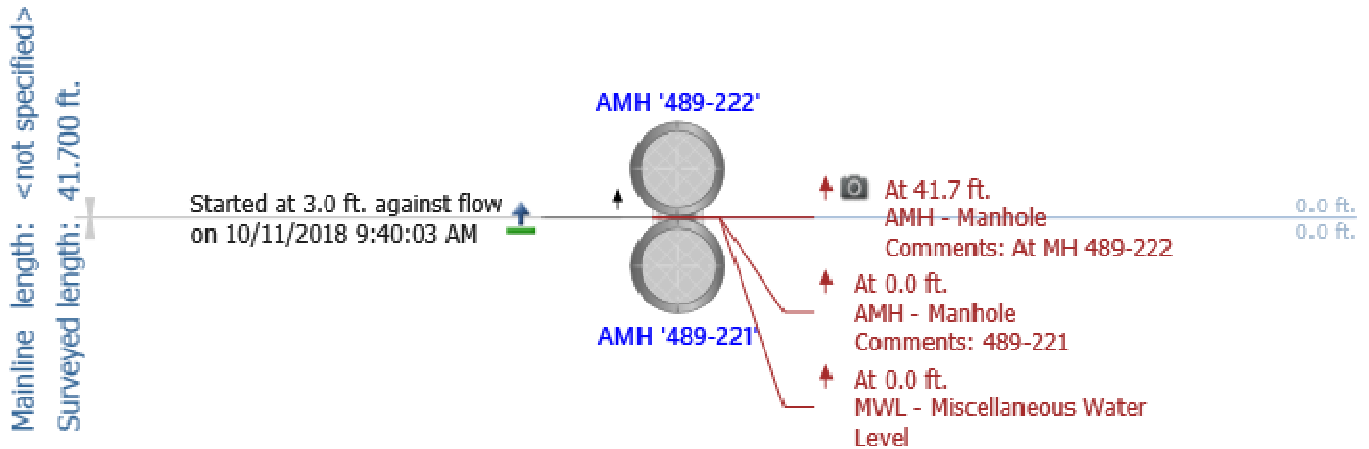 Mainline length: <not specified>
Surveyed length: 41.700 ft.
AMH '489-222'
Started at 3.0 ft. against flow
on 10/11/2018 9:40:03 AM
At 41.7 ft.
AMH - Manhole
Comments: At MH 489-222
0.0 ft.
0.0 ft.
At 0.0 ft.
AMH - Manhole
Comments: 489-221
AMH '489-221'
At 0.0 ft.
MWL - Miscellaneous Water
Level